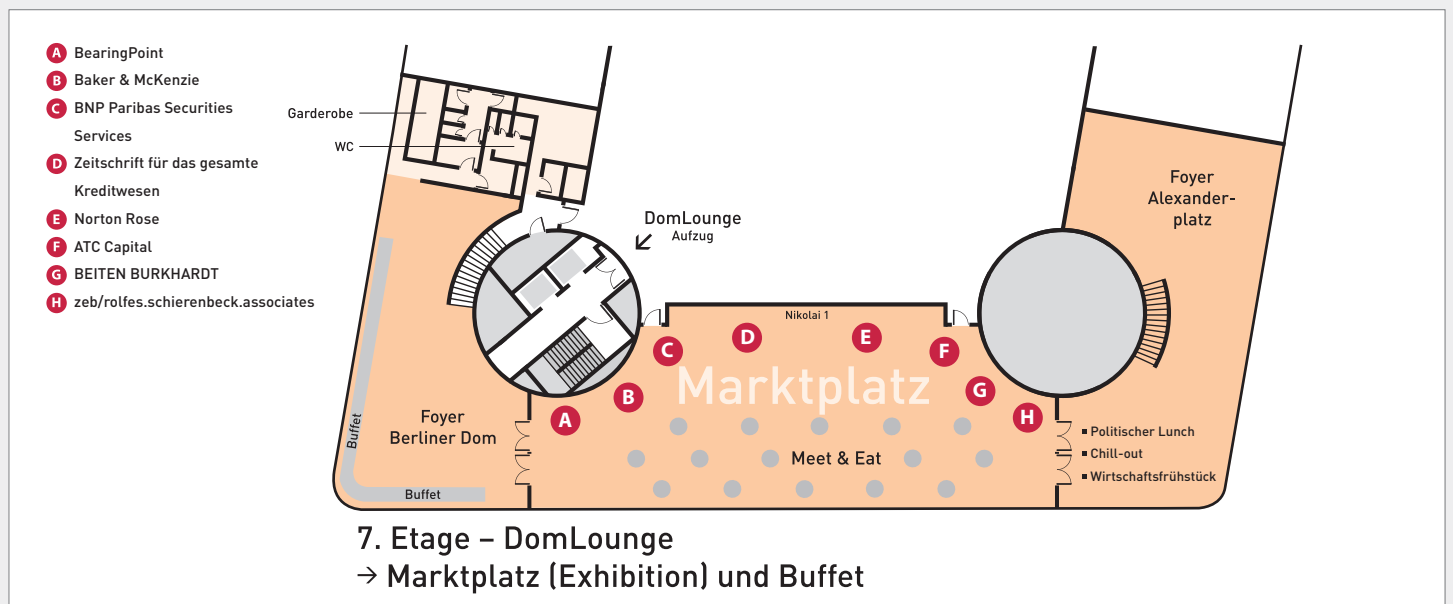 A BearingPoint
B Baker & McKenzie
C BNP Paribas Securities
Services
D Zeitschrift für das gesamte
Kreditwesen
E Norton Rose
F ATC Capital
G BEITEN BURKHARDT
H zeb/rolfes.schierenbeck.associates
Garderobe
WC
DomLounge
Aufzug
Foyer
Alexander-
platz
Nikolai 1
C
D
E
F
Marktplatz
G
B
A
H
Foyer
Berliner Dom
Buffet
Buffet
Meet & Eat
▪ Politischer Lunch
▪ Chill-out
▪ Wirtschaftsfrühstück
7. Etage – DomLounge
→ Marktplatz (Exhibition) und Buffet